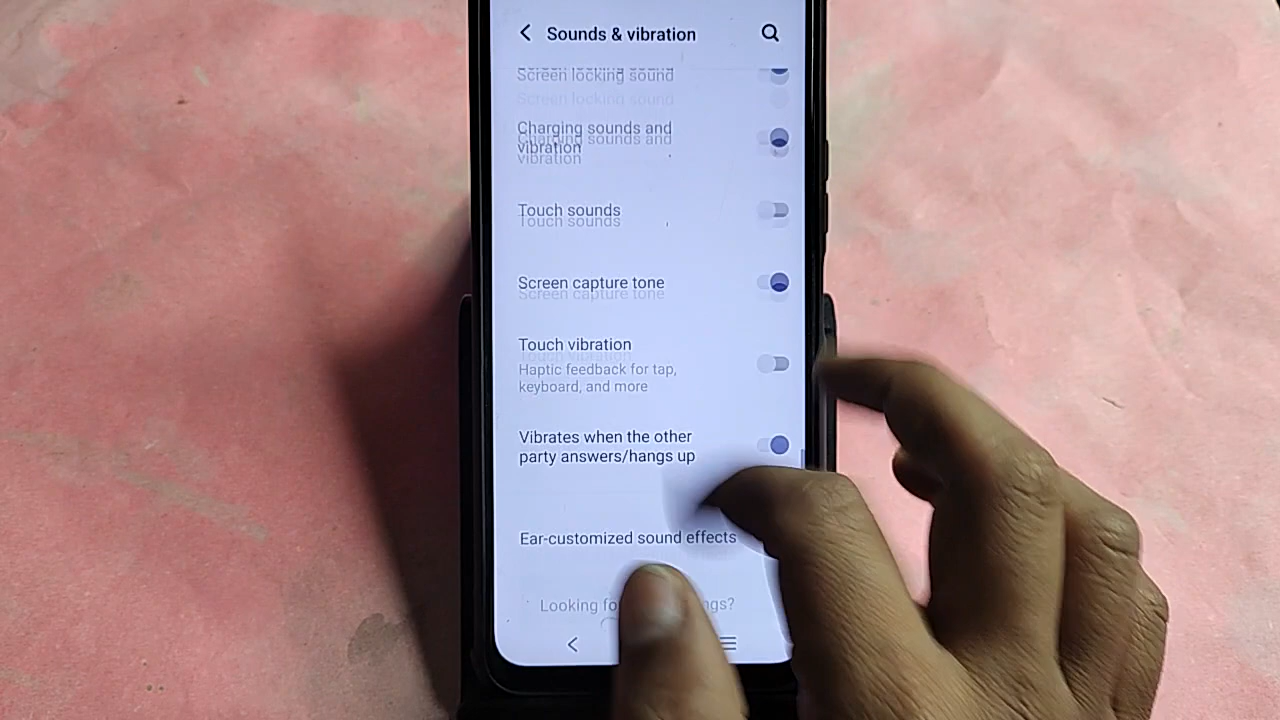 Sounds & vibration
Screen locking sound
Charging sounds and
vibration
Touch sounds
Screen capture tone
Touch vibration
Haptic feedback for tap,
keyboard, and more
Vibrates when the other
party answers/hangs up
Ear-customized sound effects
Looking